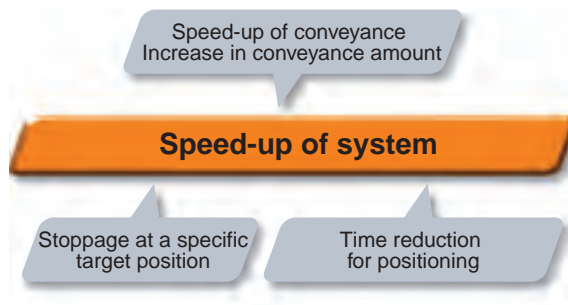 Speed-up of conveyance
Increase in conveyance amount
Speed-up of system
Stoppage at a specific
target position
Time reduction
for positioning